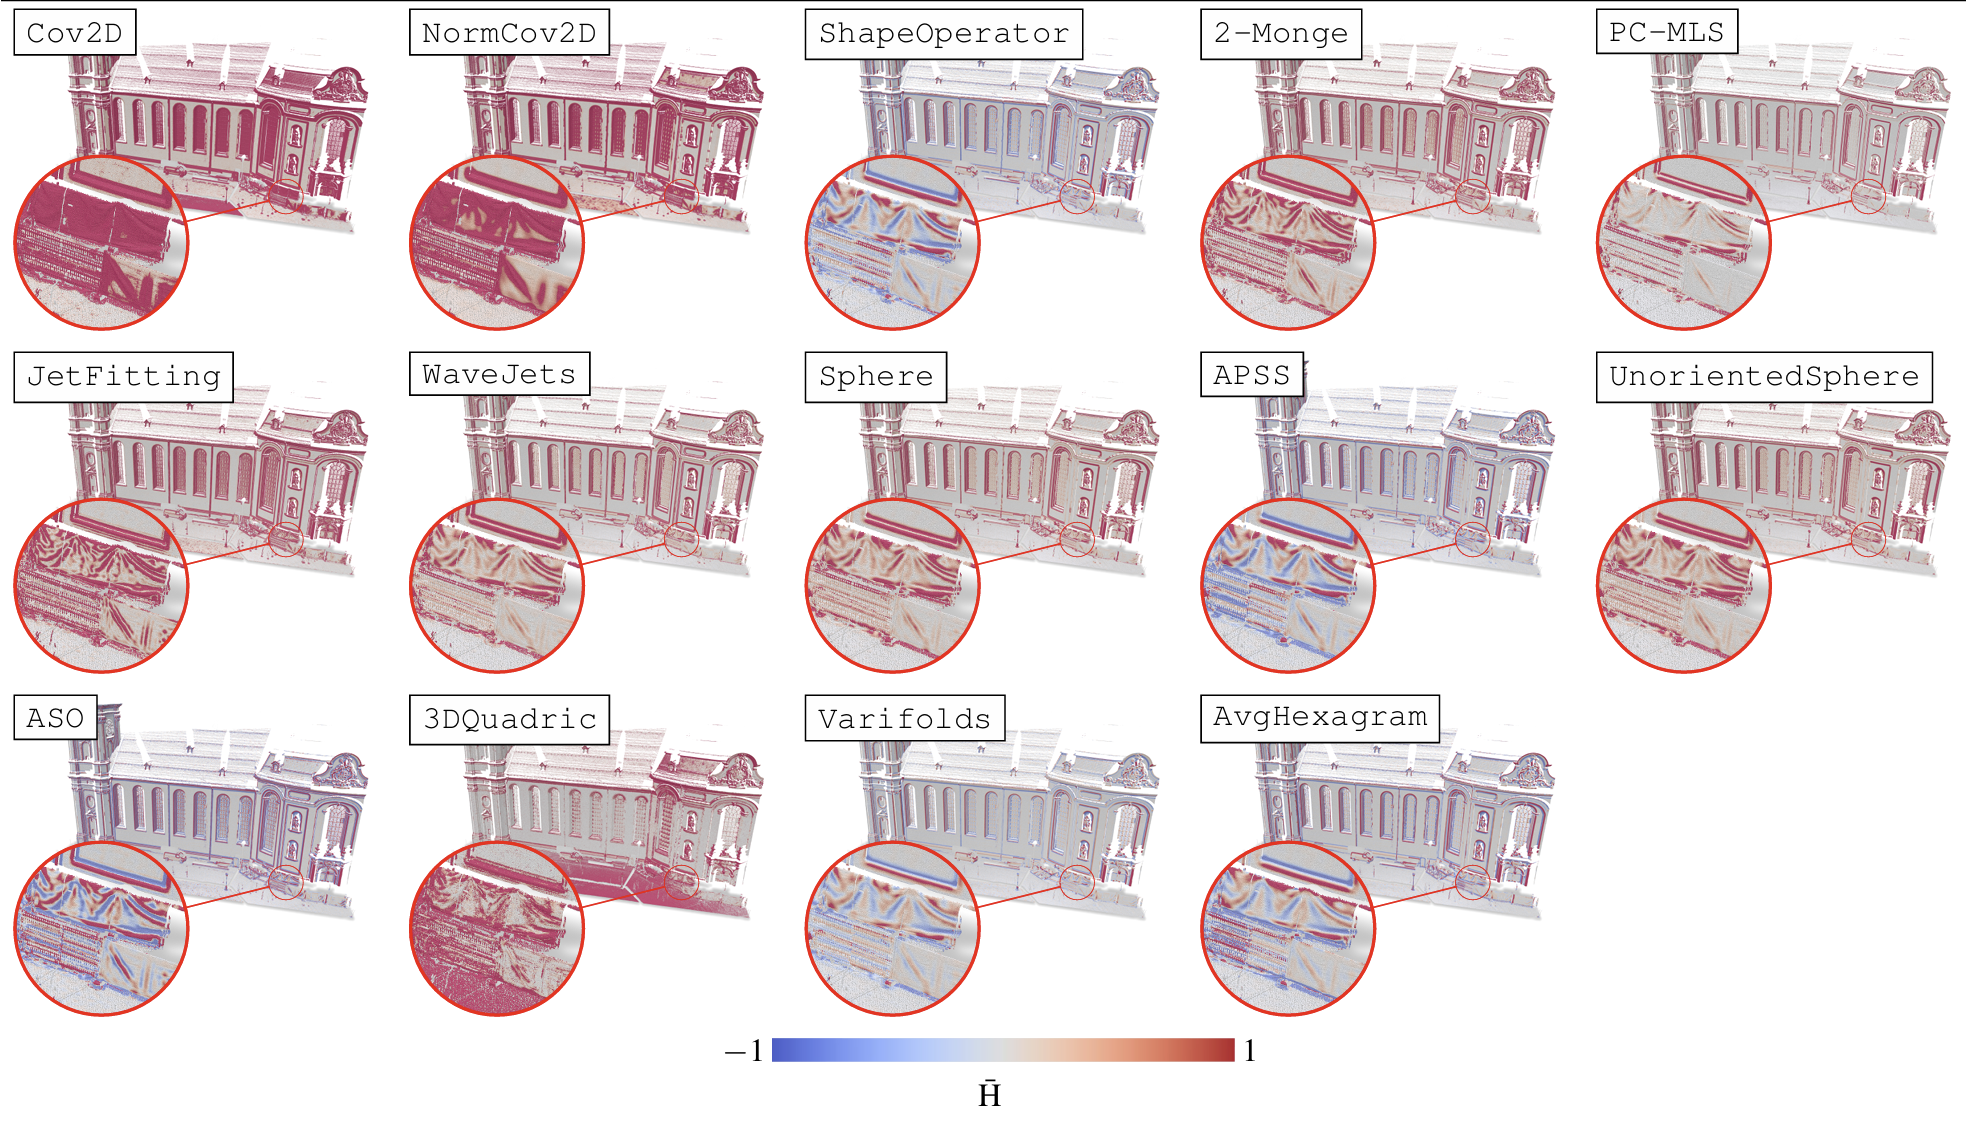 Cov2D
NormCov2D
ShapeOperator
2-Monge
PC-MLS
JetFitting
WaveJets
Sphere
APSS
UnorientedSphere
ASO
3DQuadric
Varifolds
AvgHexagram
−1
1
H̄